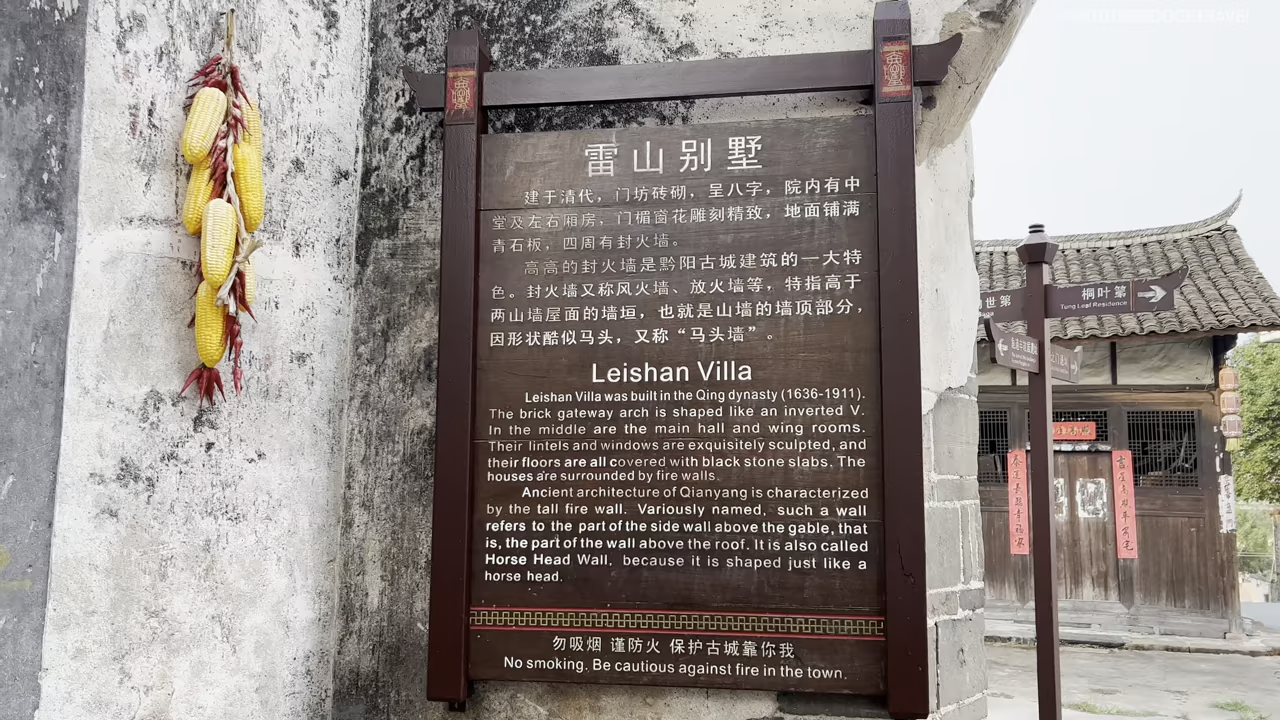 雷山别墅
建于清代，门坊砖砌，呈八字，院内有中
堂及左右厢房，门楣窗花雕刻精致，地面铺满
青石板，四周有封火墙。
高高的封火墙是黔阳古城建筑的一大特
色。封火墙又称风火墙、放火墙等，特指高于
两山墙屋面的墙垣，也就是山墙的墙顶部分，
因形状酷似马头，又称“马头墙”。
Leishan Villa
Leishan Villa was built in the Qing dynasty (1636-1911).
The brick gateway arch is shaped like an inverted V.
In the middle are the main hall and wing rooms.
Their lintels and windows are exquisitely sculpted, and
their floors are all covered with black stone slabs. The
houses are surrounded by fire walls.
Ancient architecture of Qianyang is characterized
by the tall fire wall. Variously named, such a wall
refers to the part of the side wall above the gable, that
is, the part of the wall above the roof. It is also called
Horse Head Wall, because it is shaped just like a
horse head.
勿吸烟 谨防火 保护古城靠你我
No smoking. Be cautious against fire in the town.
世第
桐叶第
Tung Leaf Residence